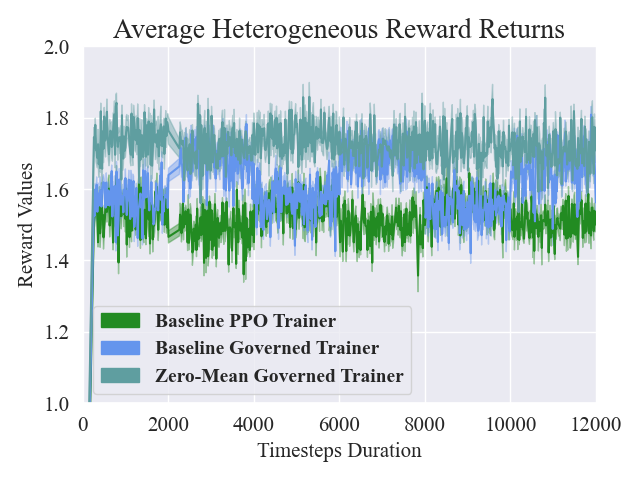 Average Heterogeneous Reward Returns
2.0
1.8
1.6
1.4
1.2
1.0
Reward Values
Baseline PPO Trainer
Baseline Governed Trainer
Zero-Mean Governed Trainer
0 2000 4000 6000 8000 10000 12000
Timesteps Duration